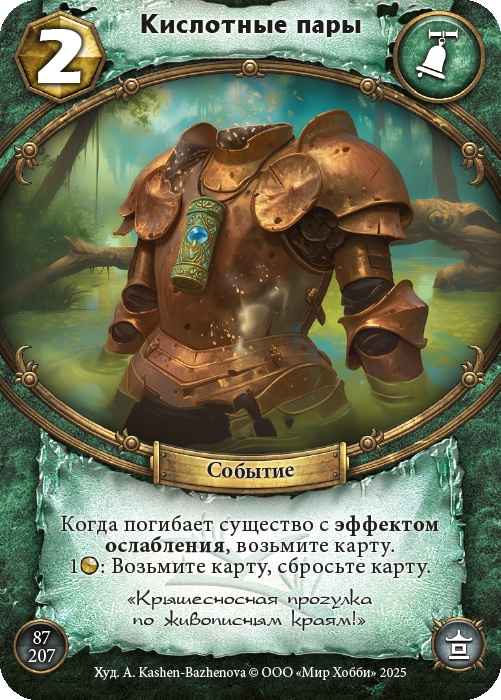 Кислотные пары
2
Событие
Когда погибает существо с эффектом
ослабления, возьмите карту.
1: Возьмите карту, сбросьте карту.
«Крышесносная прогулка
по живописным краям!»
87
207
Худ. A. Kashen-Bazhenova © ООО «Мир Хобби» 2025